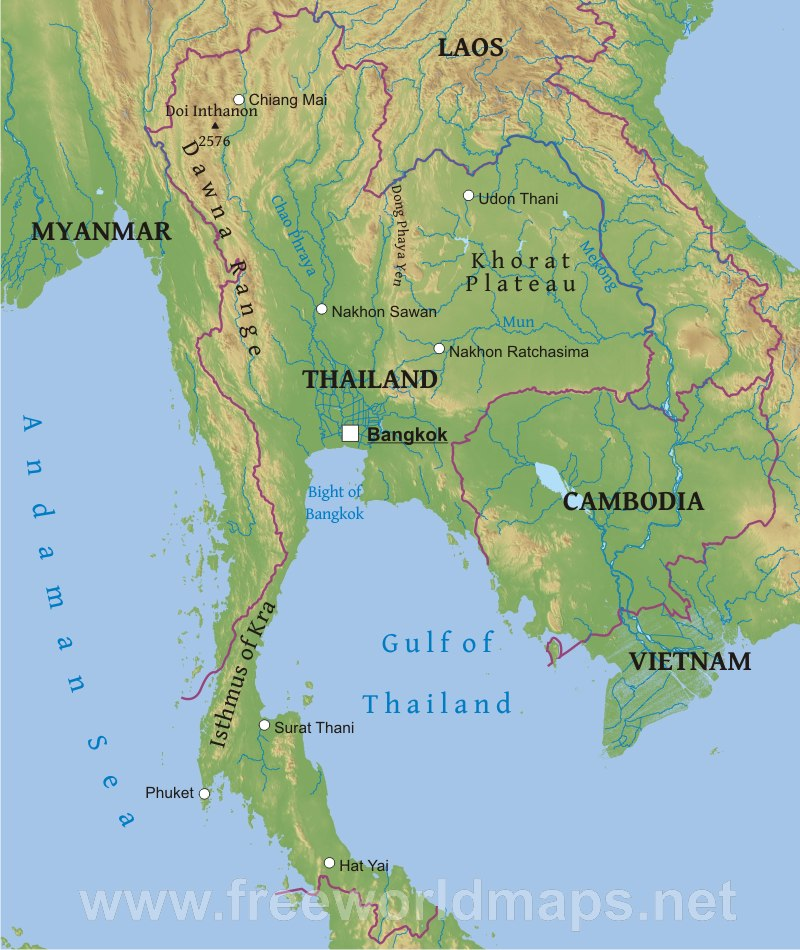 LAOS
Chiang Mai
Doi Inthanon
2576
Dawna Range
Chao Phraya
Dong Phaya Yen
Udon Thani
MYANMAR
Khorat
Plateau
Mekong
Nakhon Sawan
Mun
Nakhon Ratchasima
THAILAND
Bangkok
Bight of
Bangkok
CAMBODIA
Andaman Sea
Isthmus of Kra
Gulf of
Thailand
VIETNAM
Surat Thani
Phuket
Hat Yai
www.freeworldmaps.net